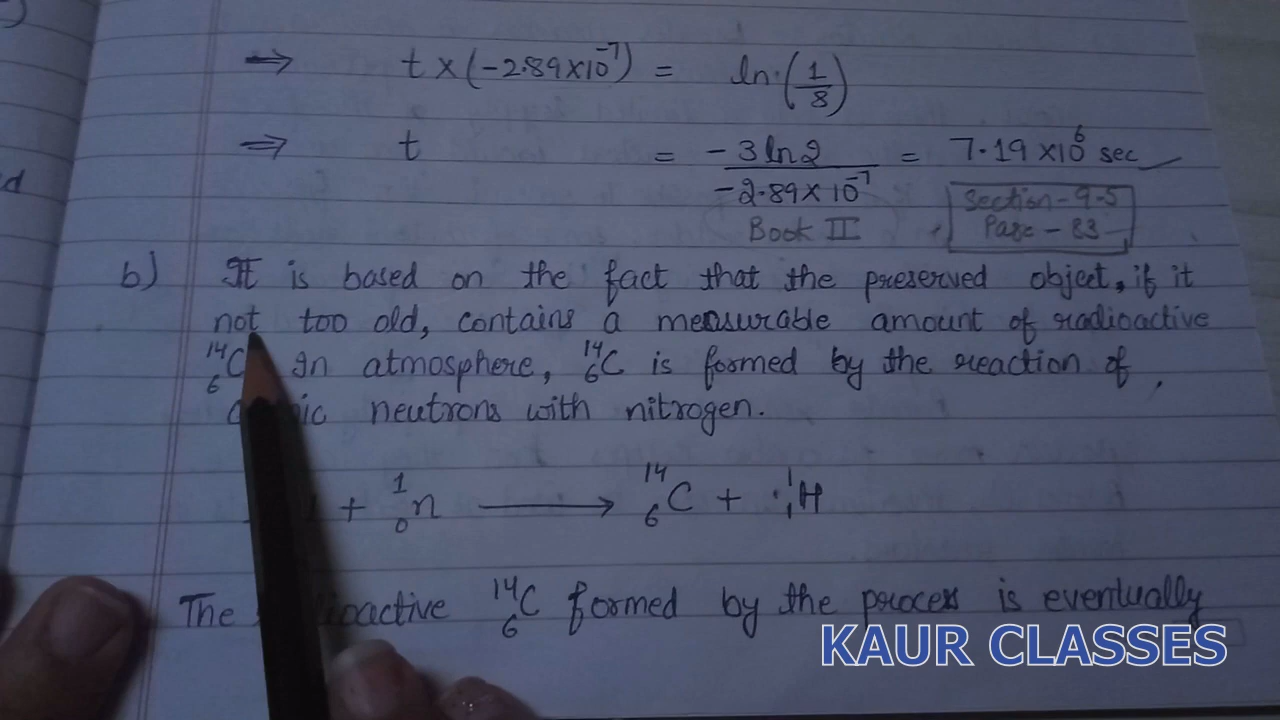 ⇒ t × (-2.89×10⁻⁷) = ln(1/8)
⇒ t = -3 ln 2 / -2.89 × 10⁻⁷ = 7.19 ×10⁶ sec
Book II
Section - 9.5
Page - 83
b) It is based on the fact that the preserved object, if it
not too old, contains a measurable amount of radioactive
¹⁴₆C In atmosphere, ¹⁴₆C is formed by the reaction of
neutrons with nitrogen.
+ ¹₀n ⟶ ¹⁴₆C + ¹₁H
The ¹⁴₆C formed by the process is eventually
KAUR CLASSES